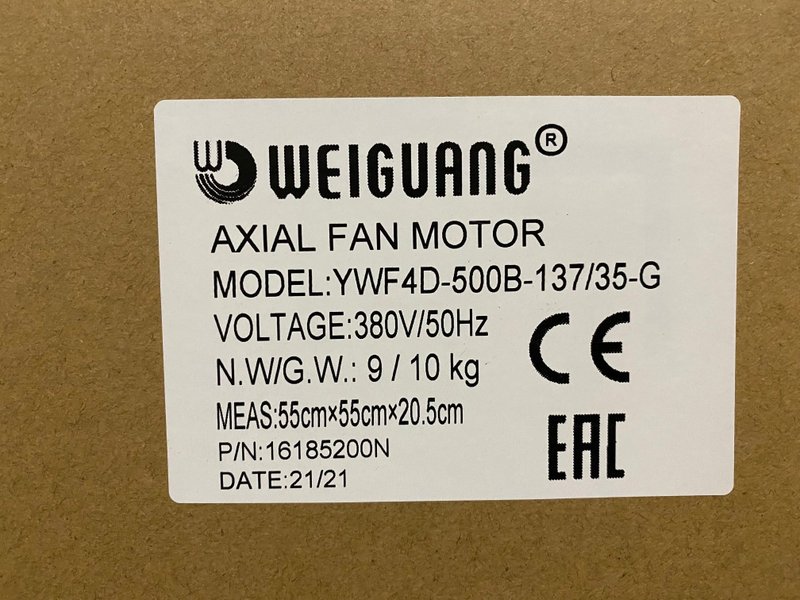 WEIGUANG®
AXIAL FAN MOTOR
MODEL:YWF4D-500B-137/35-G
VOLTAGE:380V/50Hz
N.W/G.W.: 9 / 10 kg
MEAS:55cm×55cm×20.5cm
P/N:16185200N
DATE:21/21
CE
EAC